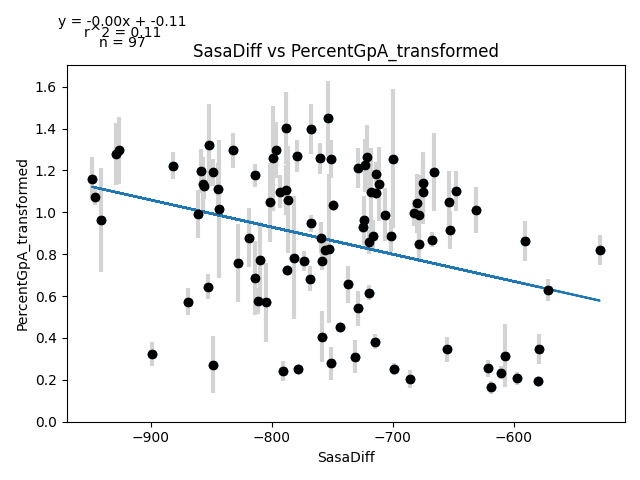 y = -0.00x + -0.11
r^2 = 0.11
n = 97
SasaDiff vs PercentGpA_transformed
PercentGpA_transformed
1.6
1.4
1.2
1.0
0.8
0.6
0.4
0.2
0.0
−900
−800
−700
−600
SasaDiff